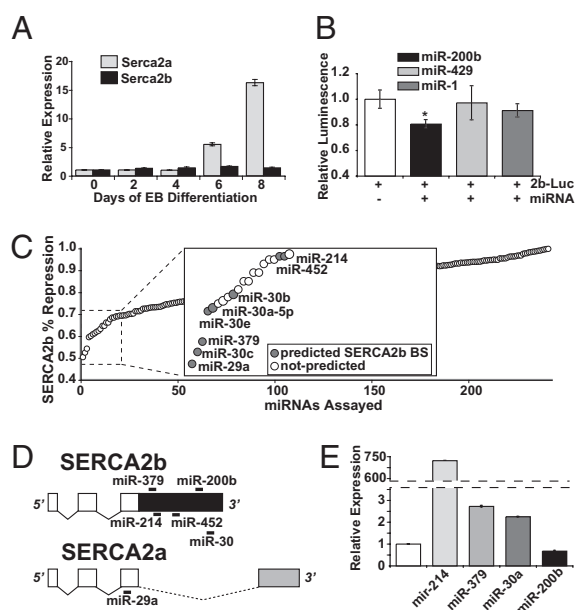 A
Relative Expression
20
15
10
5
0
Serca2a
Serca2b
0 2 4 6 8
Days of EB Differentiation
B
Relative Luminescence
1.2
1.0
0.8
0.6
0.4
miR-200b
miR-429
miR-1
*
+ + + + 2b-Luc
- + + + miRNA
C
SERCA2b % Repression
1.0
0.9
0.8
0.7
0.6
0.5
0.4
miR-214
miR-452
miR-30b
miR-30a-5p
miR-30e
miR-379
miR-30c
miR-29a
predicted SERCA2b BS
not-predicted
0 50 100 150 200
miRNAs Assayed
D
SERCA2b
miR-379 miR-200b
5' 3'
miR-214 miR-452
miR-30
SERCA2a
5' 3'
miR-29a
E
Relative Expression
750
600
3
2
1
0
mir-214
miR-379
miR-30a
miR-200b